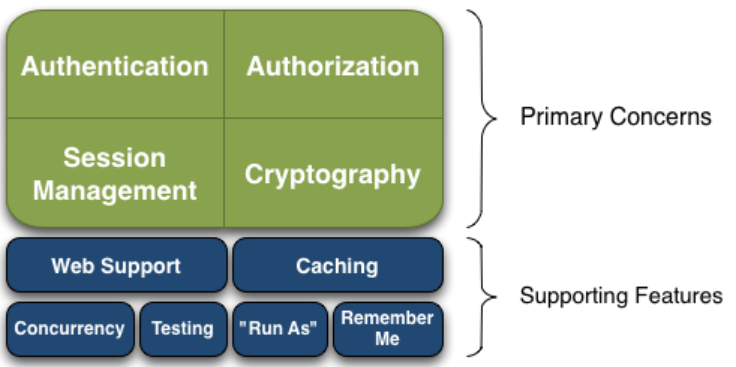 Authentication
Authorization
Primary Concerns
Session
Management
Cryptography
Web Support
Caching
Supporting Features
Concurrency
Testing
"Run As"
Remember
Me